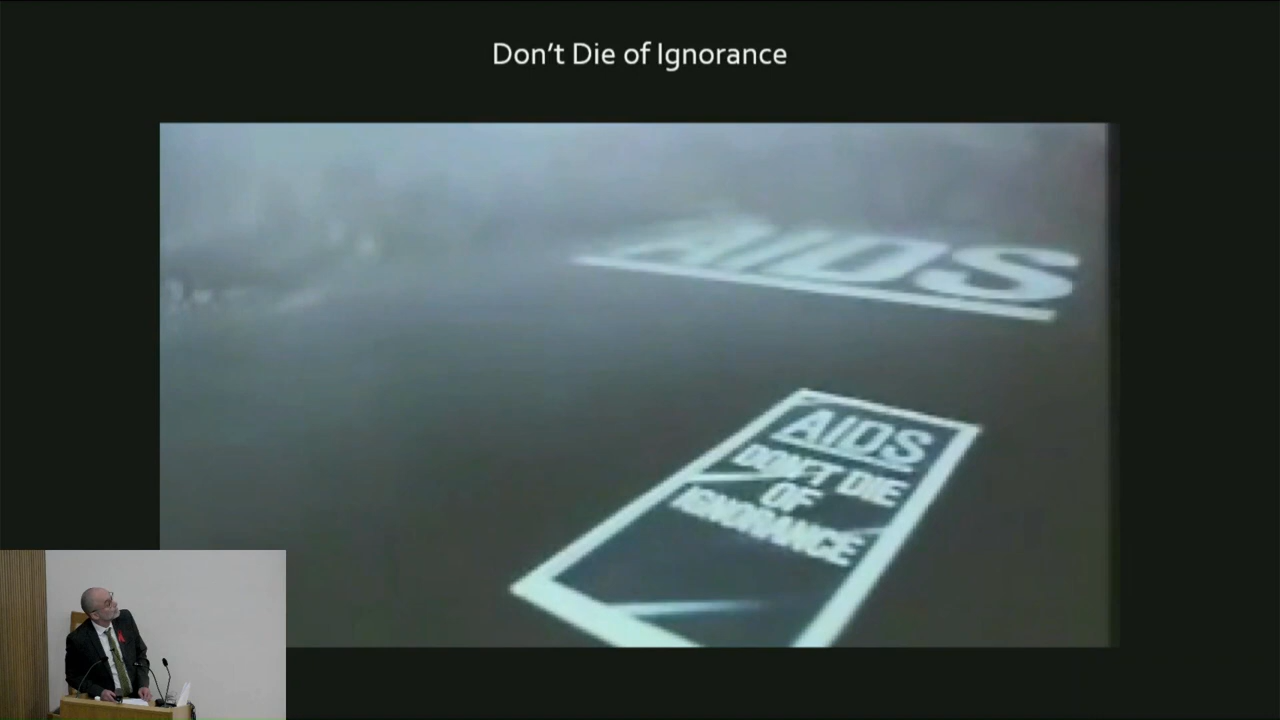 Don't Die of Ignorance
AIDS
AIDS
DON'T DIE
OF
IGNORANCE